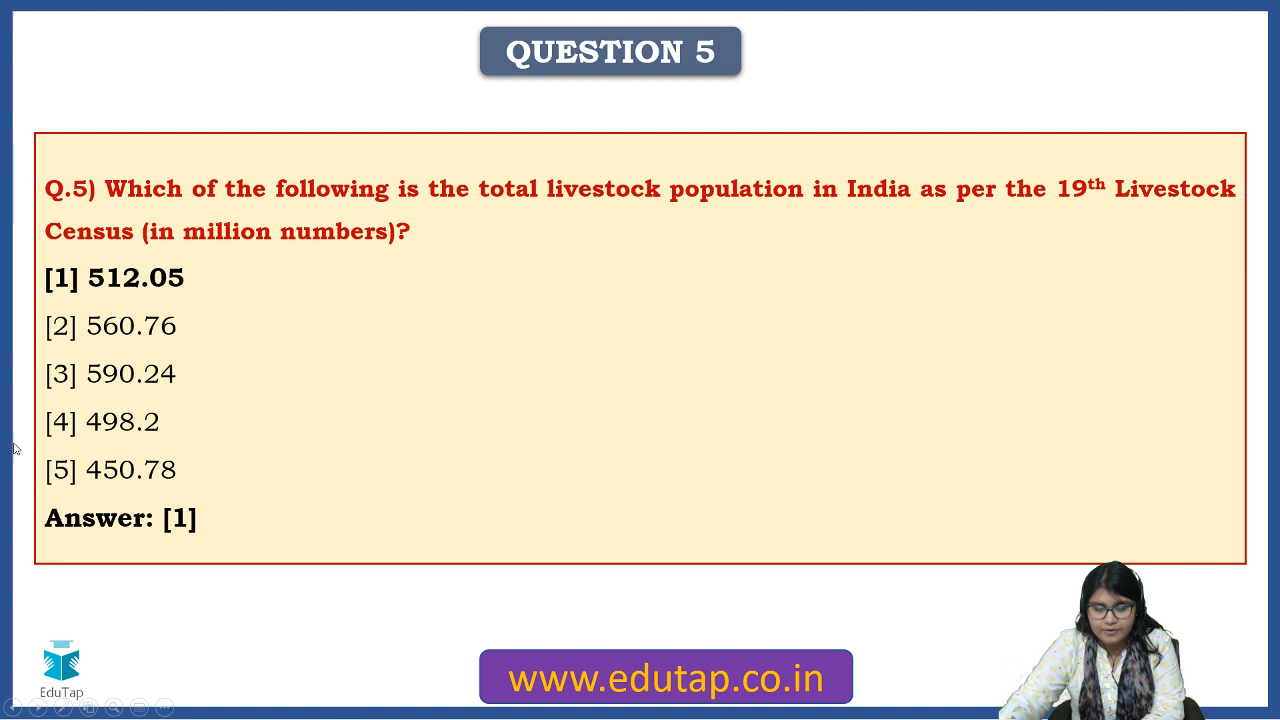 QUESTION 5
Q.5) Which of the following is the total livestock population in India as per the 19th Livestock
Census (in million numbers)?
[1] 512.05
[2] 560.76
[3] 590.24
[4] 498.2
[5] 450.78
Answer: [1]
EduTap
www.edutap.co.in